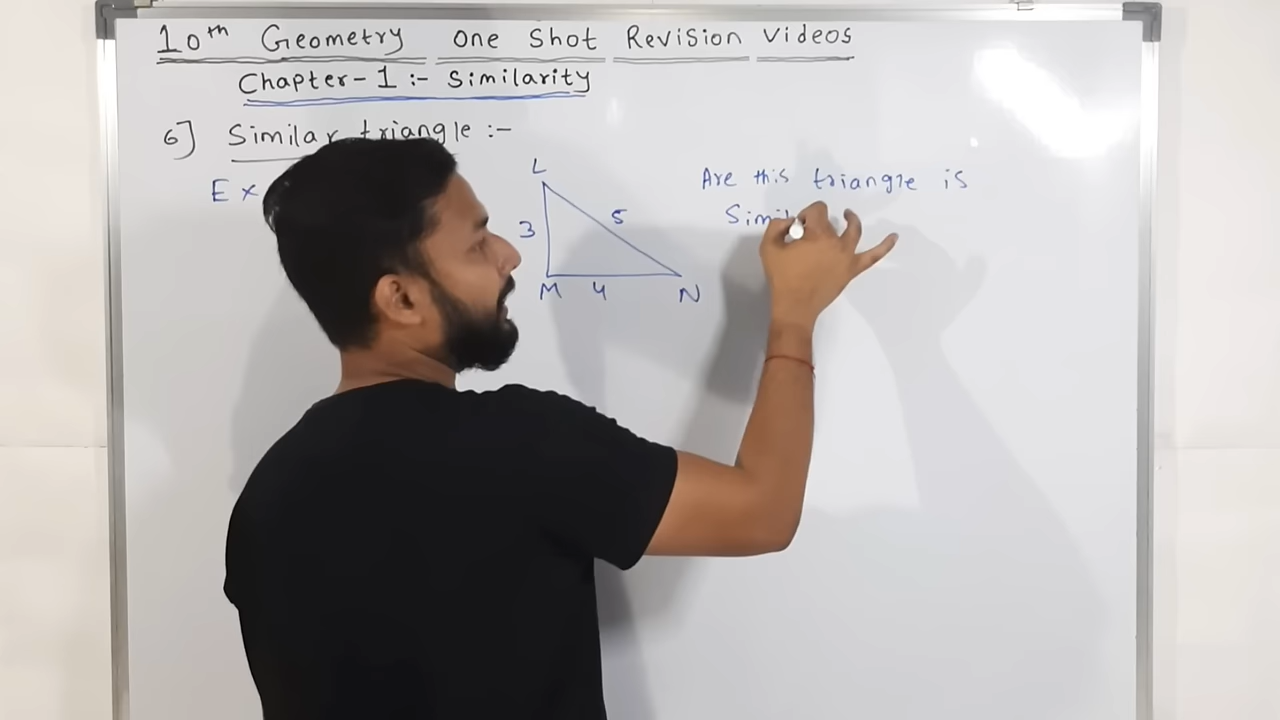 10th Geometry one shot Revision videos
Chapter-1 :- Similarity
6] Similar triangle :-
Ex
L
3
5
M
4
N
Are this triangle is